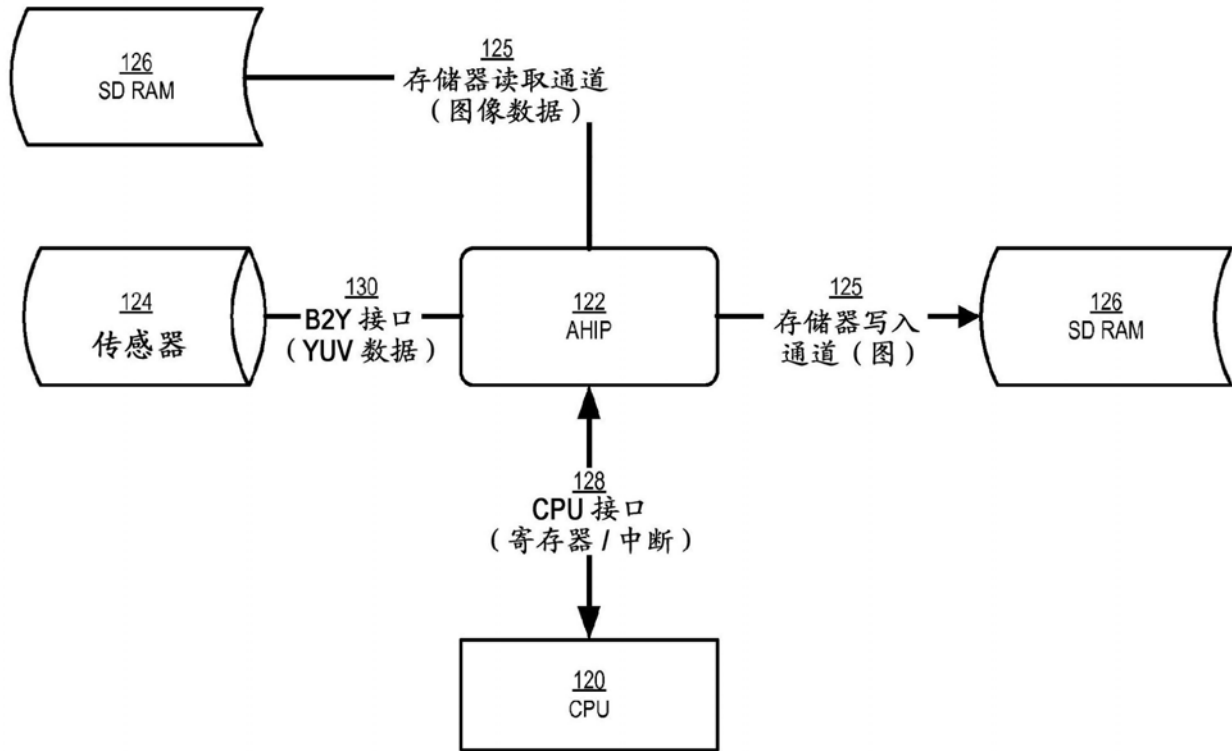 126
SD RAM
125
存储器读取通道
（图像数据）
124
传感器
130
B2Y 接口
（YUV 数据）
122
AHIP
125
存储器写入
通道（图）
126
SD RAM
128
CPU 接口
（寄存器 / 中断）
120
CPU